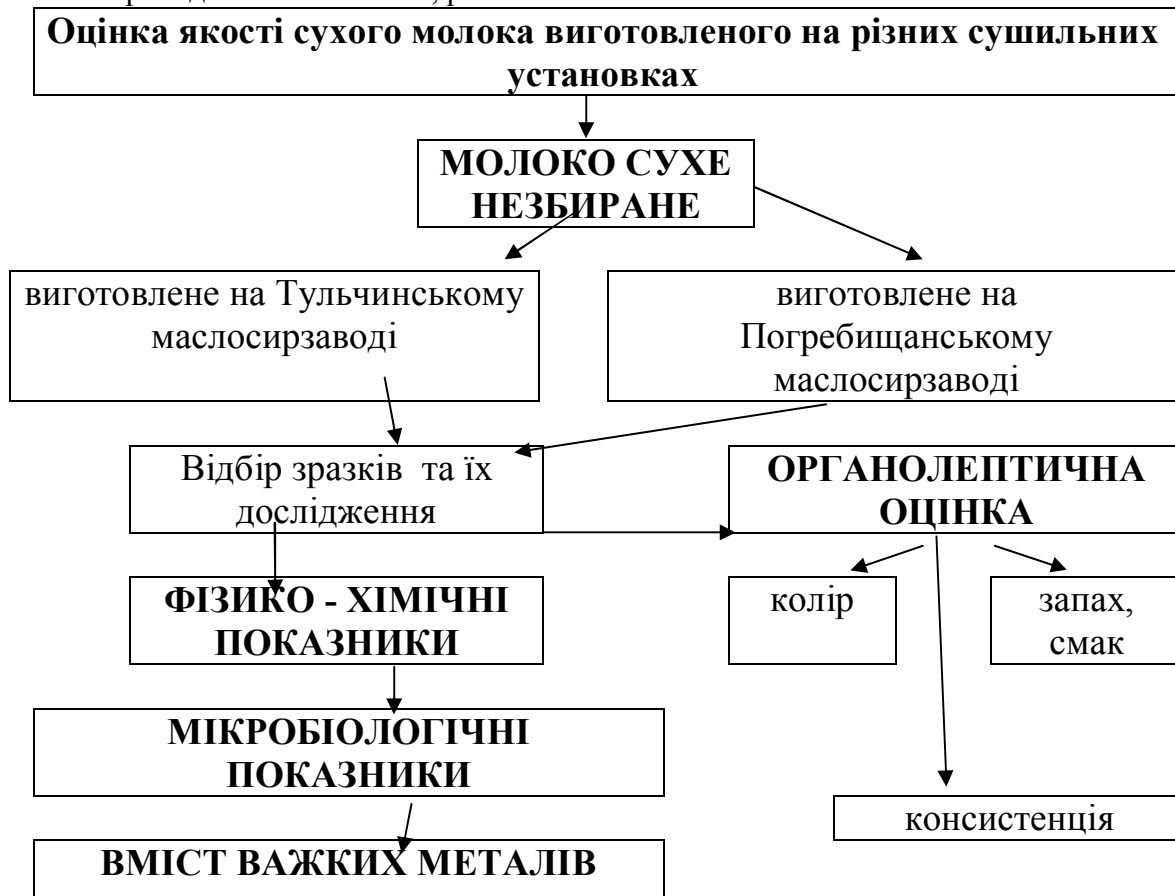 Оцінка якості сухого молока виготовленого на різних сушильних
установках
МОЛОКО СУХЕ
НЕЗБИРАНЕ
виготовлене на Тульчинському
маслосирзаводі
виготовлене на
Погребищанському
маслосирзаводі
Відбір зразків та їх
дослідження
ОРГАНОЛЕПТИЧНА
ОЦІНКА
ФІЗИКО - ХІМІЧНІ
ПОКАЗНИКИ
колір
запах,
смак
МІКРОБІОЛОГІЧНІ
ПОКАЗНИКИ
консистенція
ВМІСТ ВАЖКИХ МЕТАЛІВ